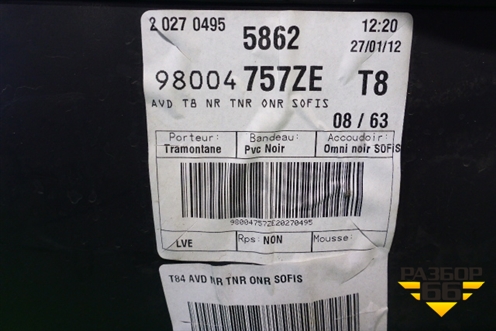 2 027 0495
12:20
5862
27/01/12
98004 757ZE T8
AVD T8 NR TNR ONR SOFIS
08 / 63
Porteur: Bandeau: Accoudoir:
Tramontane Pvc Noir Omni noir SOFIS
98004757ZE20270495
LVE Rps: NON Mousse:
T84 AVD NR TNR ONR SOFIS
РАЗБОР
66